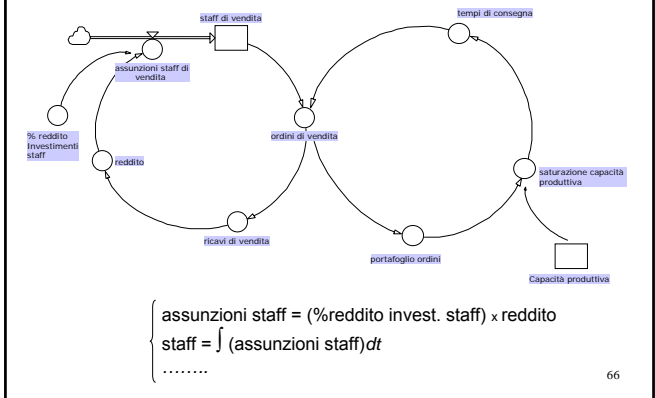 staff di vendita
tempi di consegna
assunzioni staff di
vendita
% reddito
Investimenti
staff
ordini di vendita
reddito
saturazione capacità
produttiva
ricavi di vendita
portafoglio ordini
Capacità produttiva
assunzioni staff = (%reddito invest. staff) x reddito
staff = ∫ (assunzioni staff)dt
........
66